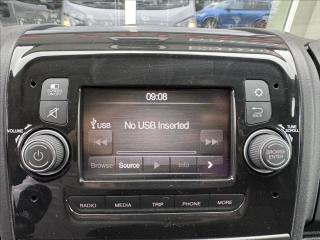 09:08
USB
No USB Inserted
VOLUME
TUNE
SCROLL
BROWSE
ENTER
Browse Source Info
RADIO MEDIA TRIP PHONE MORE